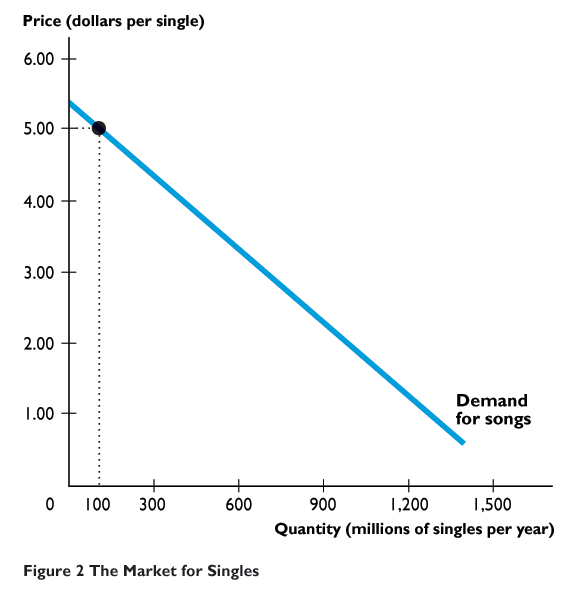 Price (dollars per single)
6.00
5.00
4.00
3.00
2.00
1.00
Demand
for songs
0 100 300 600 900 1,200 1,500
Quantity (millions of singles per year)
Figure 2 The Market for Singles